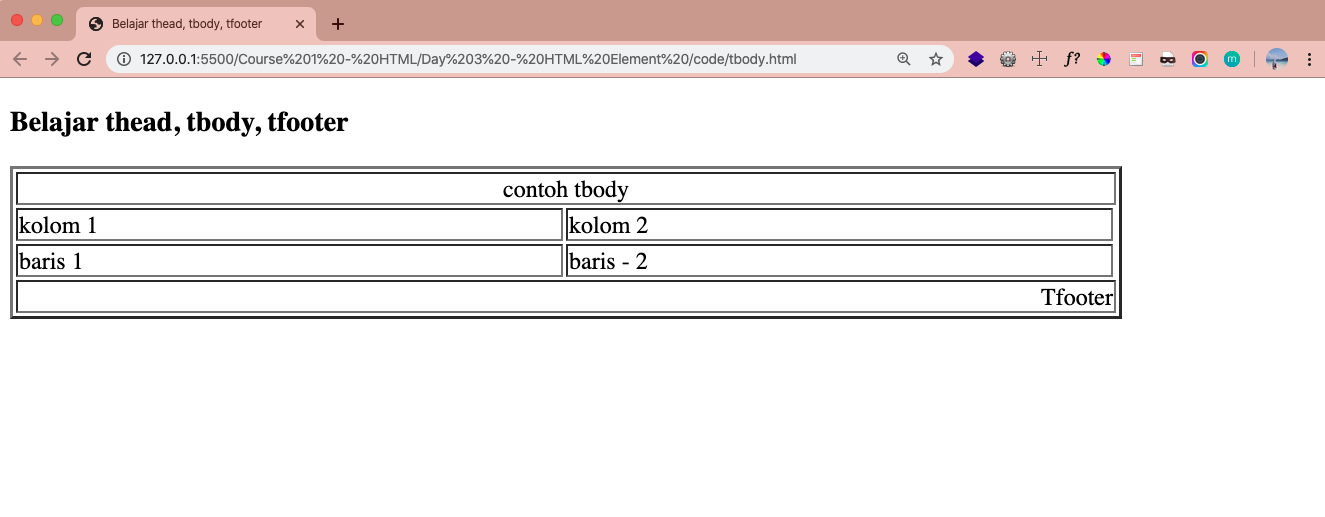 Belajar thead, tbody, tfooter
127.0.0.1:5500/Course%201%20-%20HTML/Day%203%20-%20HTML%20Element%20/code/tbody.html
f?
m
Belajar thead, tbody, tfooter
contoh tbody
kolom 1 kolom 2
baris 1 baris - 2
Tfooter